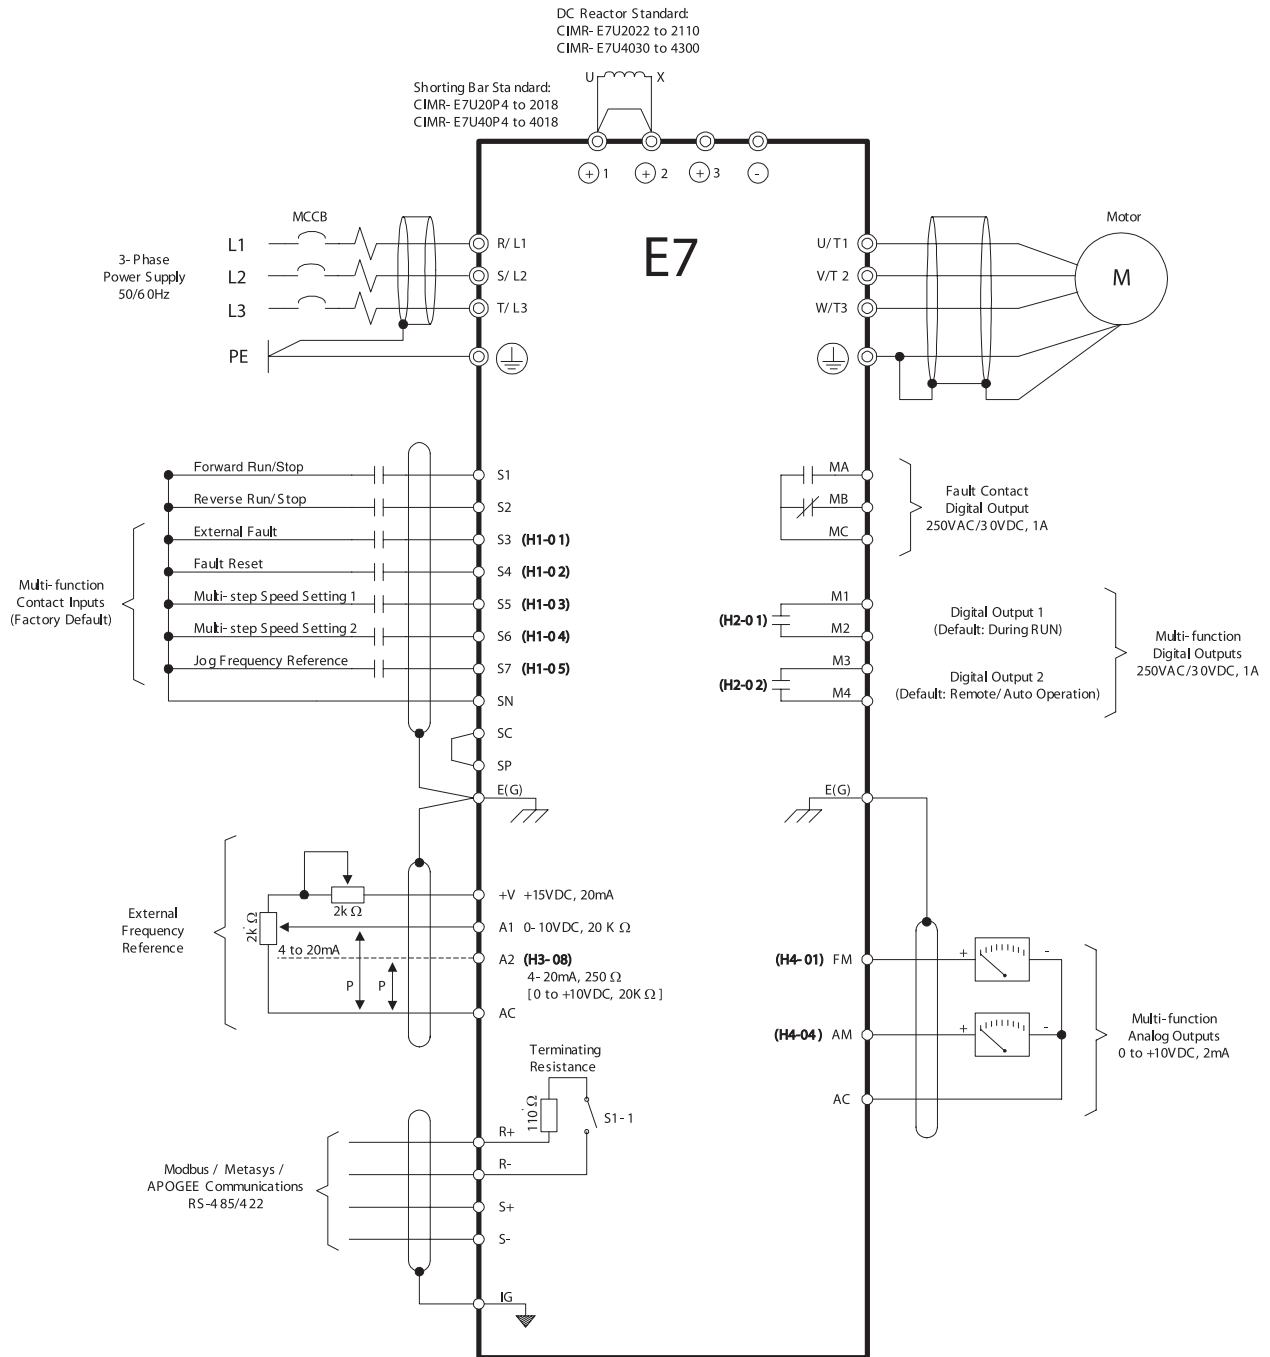 DC Reactor Standard:
CIMR-E7U2022 to 2110
CIMR-E7U4030 to 4300
U
X
Shorting Bar Standard:
CIMR-E7U20P4 to 2018
CIMR-E7U40P4 to 4018
+ 1
+ 2
+ 3
-
3-Phase
Power Supply
50/60Hz
MCCB
L1
L2
L3
PE
R/L1
S/L2
T/L3
E7
U/T1
V/T2
W/T3
Motor
M
Forward Run/Stop
Reverse Run/Stop
External Fault
Fault Reset
Multi-step Speed Setting 1
Multi-step Speed Setting 2
Jog Frequency Reference
Multi-function
Contact Inputs
(Factory Default)
S1
S2
S3 (H1-01)
S4 (H1-02)
S5 (H1-03)
S6 (H1-04)
S7 (H1-05)
SN
SC
SP
E(G)
MA
MB
MC
Fault Contact
Digital Output
250VAC/30VDC, 1A
M1
(H2-01)
M2
M3
(H2-02)
M4
Digital Output 1
(Default: During RUN)
Digital Output 2
(Default: Remote/Auto Operation)
Multi-function
Digital Outputs
250VAC/30VDC, 1A
E(G)
External
Frequency
Reference
2k Ω
2k Ω
4 to 20mA
P
P
+V +15VDC, 20mA
A1 0-10VDC, 20 K Ω
A2 (H3-08)
4-20mA, 250 Ω
[0 to +10VDC, 20K Ω]
AC
(H4-01) FM
+
-
(H4-04) AM
+
-
AC
Multi-function
Analog Outputs
0 to +10VDC, 2mA
Terminating
Resistance
110 Ω
S1-1
Modbus / Metasys /
APOGEE Communications
RS-485/422
R+
R-
S+
S-
IG